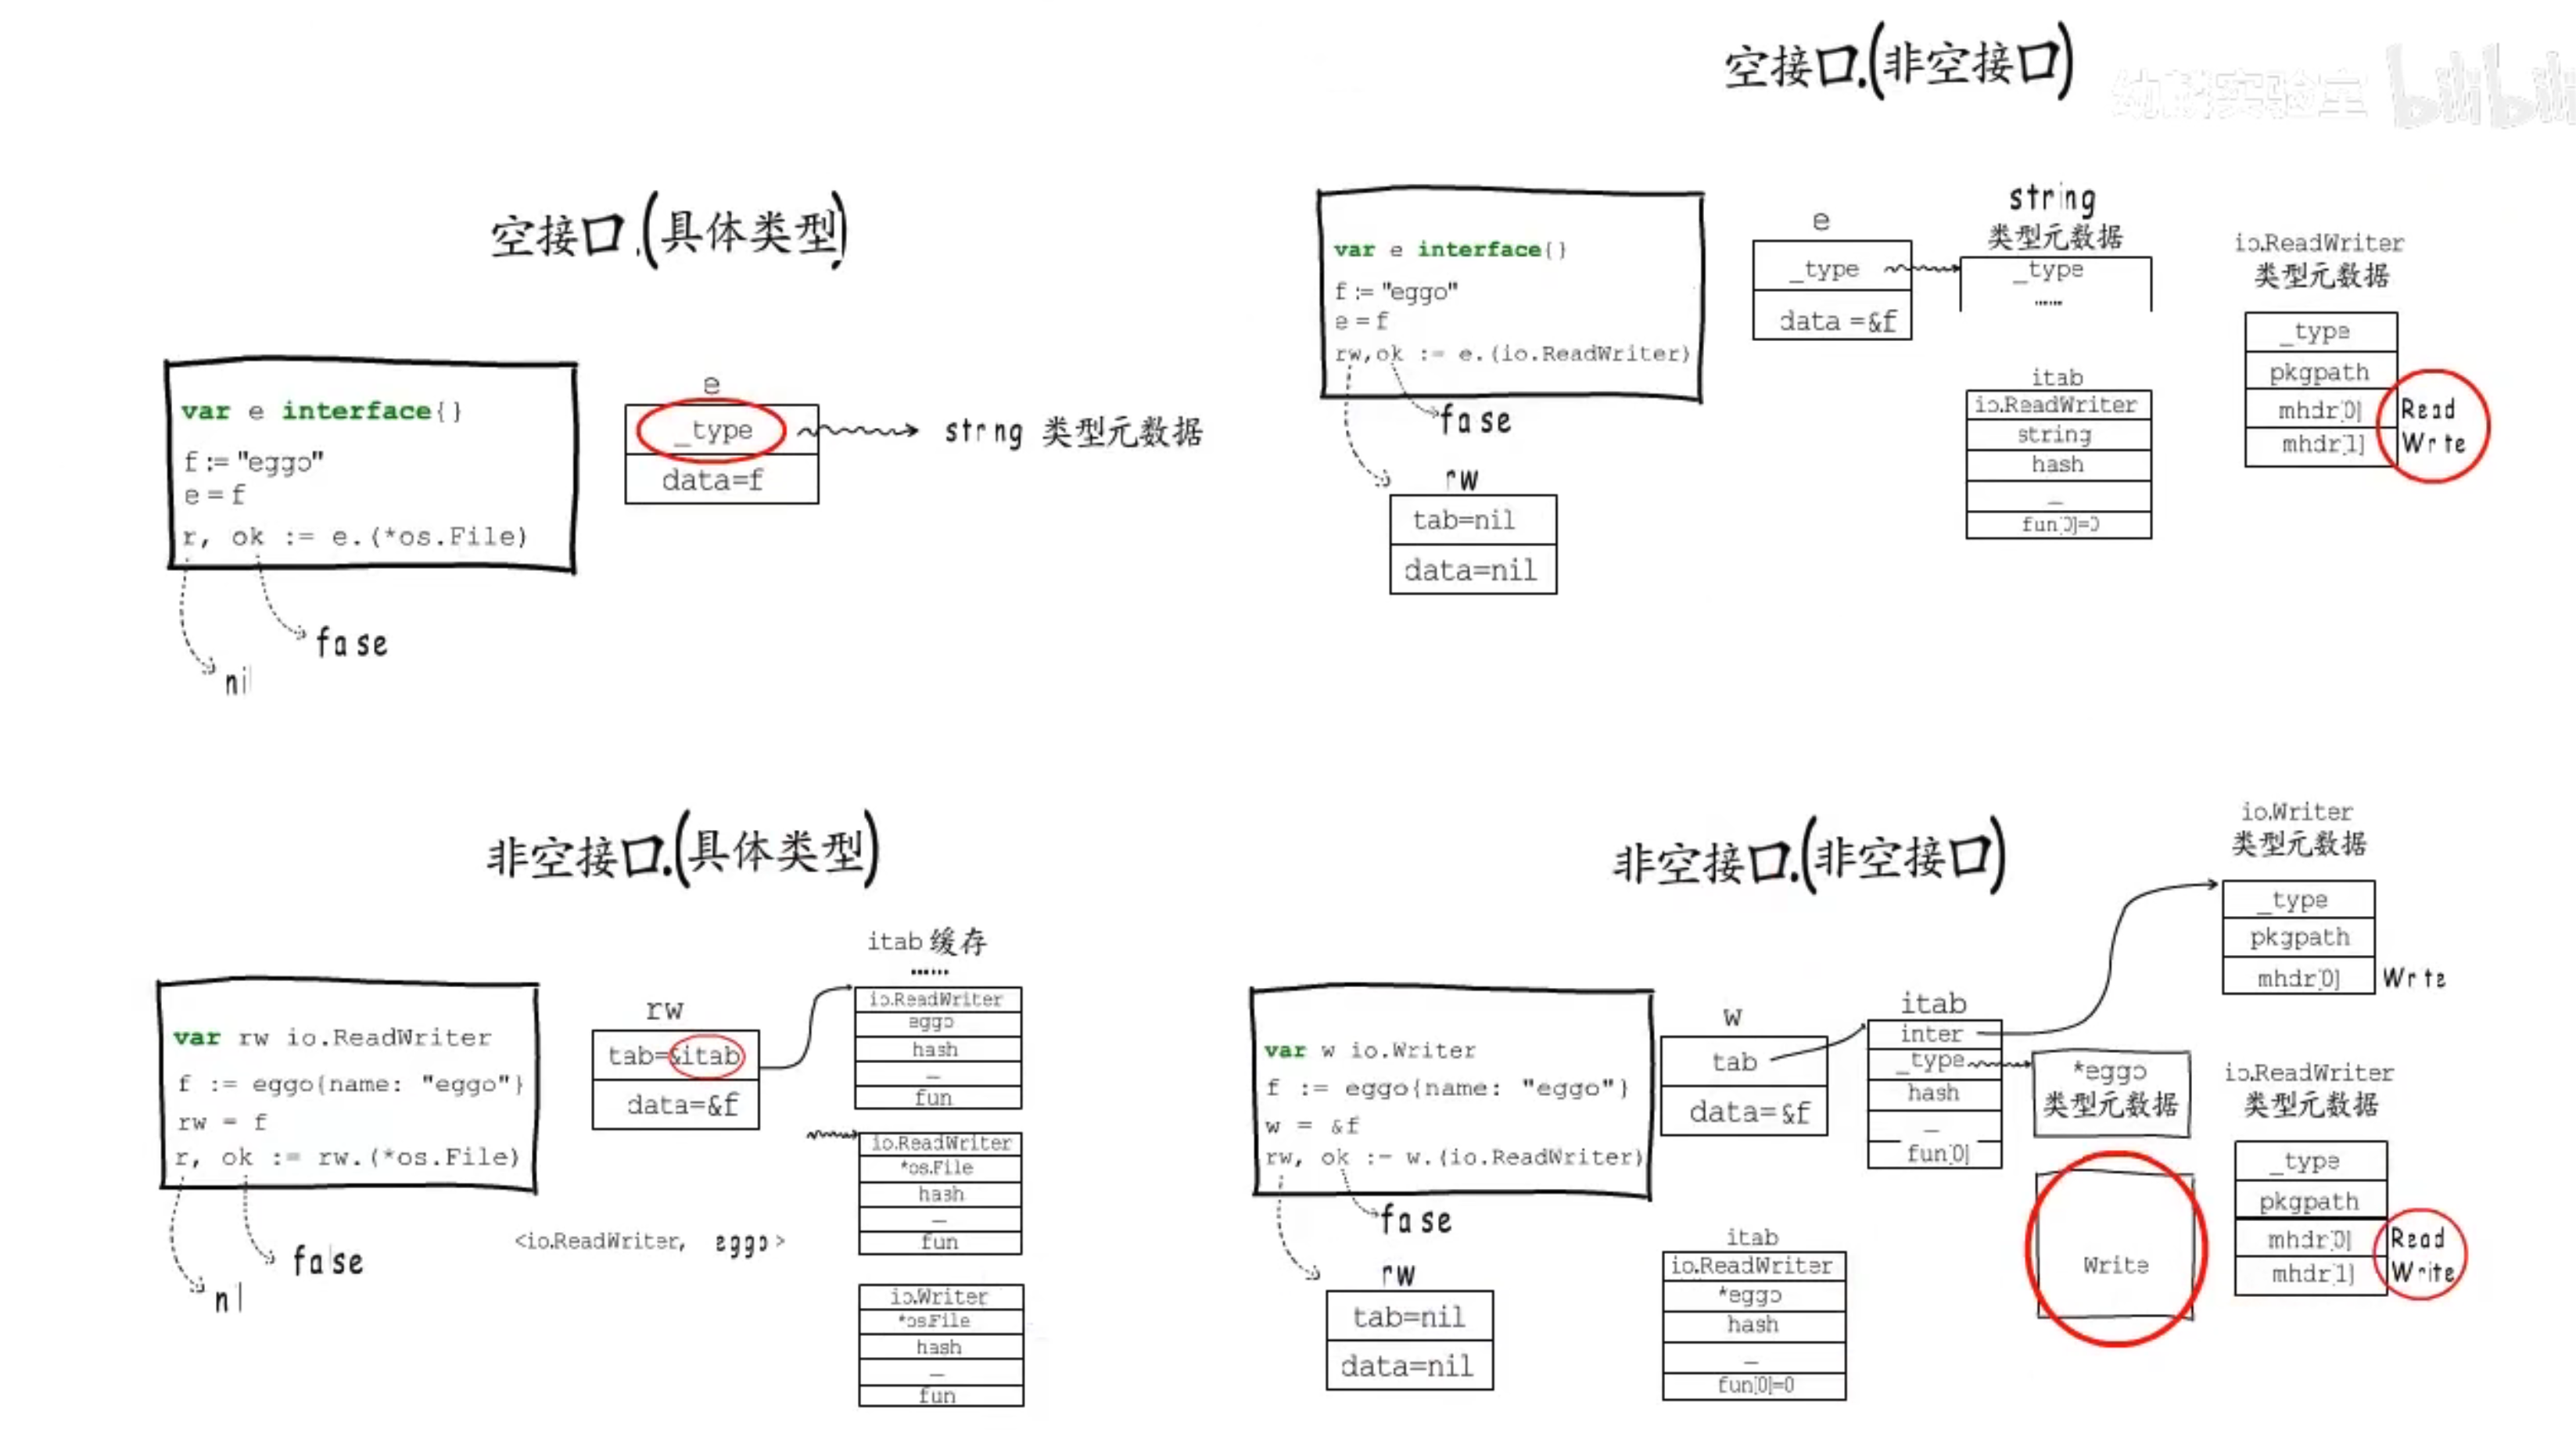 空接口.(具体类型)
var e interface{}
f := "eggo"
e = f
r, ok := e.(*os.File)
false
nil
e
_type
data=f
string 类型元数据
空接口.(非空接口)
幼麟实验室 bilibili
var e interface{}
f := "eggo"
e = f
rw,ok := e.(io.ReadWriter)
false
rw
tab=nil
data=nil
e
_type
data =&f
string
类型元数据
_type
......
itab
io.ReadWriter
string
hash
_
fun[0]=0
io.ReadWriter
类型元数据
_type
pkgpath
mhdr[0] Read
mhdr[1] Write
非空接口.(具体类型)
var rw io.ReadWriter
f := eggo{name: "eggo"}
rw = f
r, ok := rw.(*os.File)
false
nil
rw
tab=&itab
data=&f
<io.ReadWriter, eggo>
itab 缓存
......
io.ReadWriter
eggo
hash
_
fun
io.ReadWriter
*os.File
hash
_
fun
io.Writer
*os.File
hash
_
fun
非空接口.(非空接口)
var w io.Writer
f := eggo{name: "eggo"}
w = &f
rw, ok := w.(io.ReadWriter)
false
rw
tab=nil
data=nil
w
tab
data=&f
itab
inter
_type
hash
_
fun[0]
*eggo
类型元数据
Write
itab
io.ReadWriter
*eggo
hash
_
fun[0]=0
io.Writer
类型元数据
_type
pkgpath
mhdr[0] Write
io.ReadWriter
类型元数据
_type
pkgpath
mhdr[0] Read
mhdr[1] Write